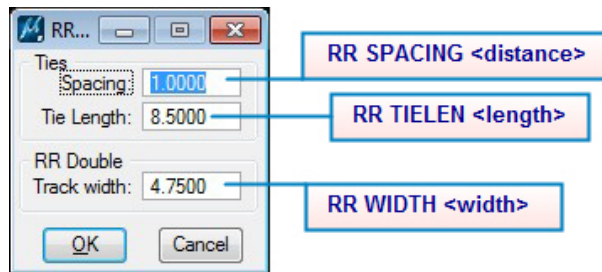 RR...
Ties
Spacing: 1.0000
RR SPACING <distance>
Tie Length: 8.5000
RR TIELEN <length>
RR Double
Track width: 4.7500
RR WIDTH <width>
OK Cancel